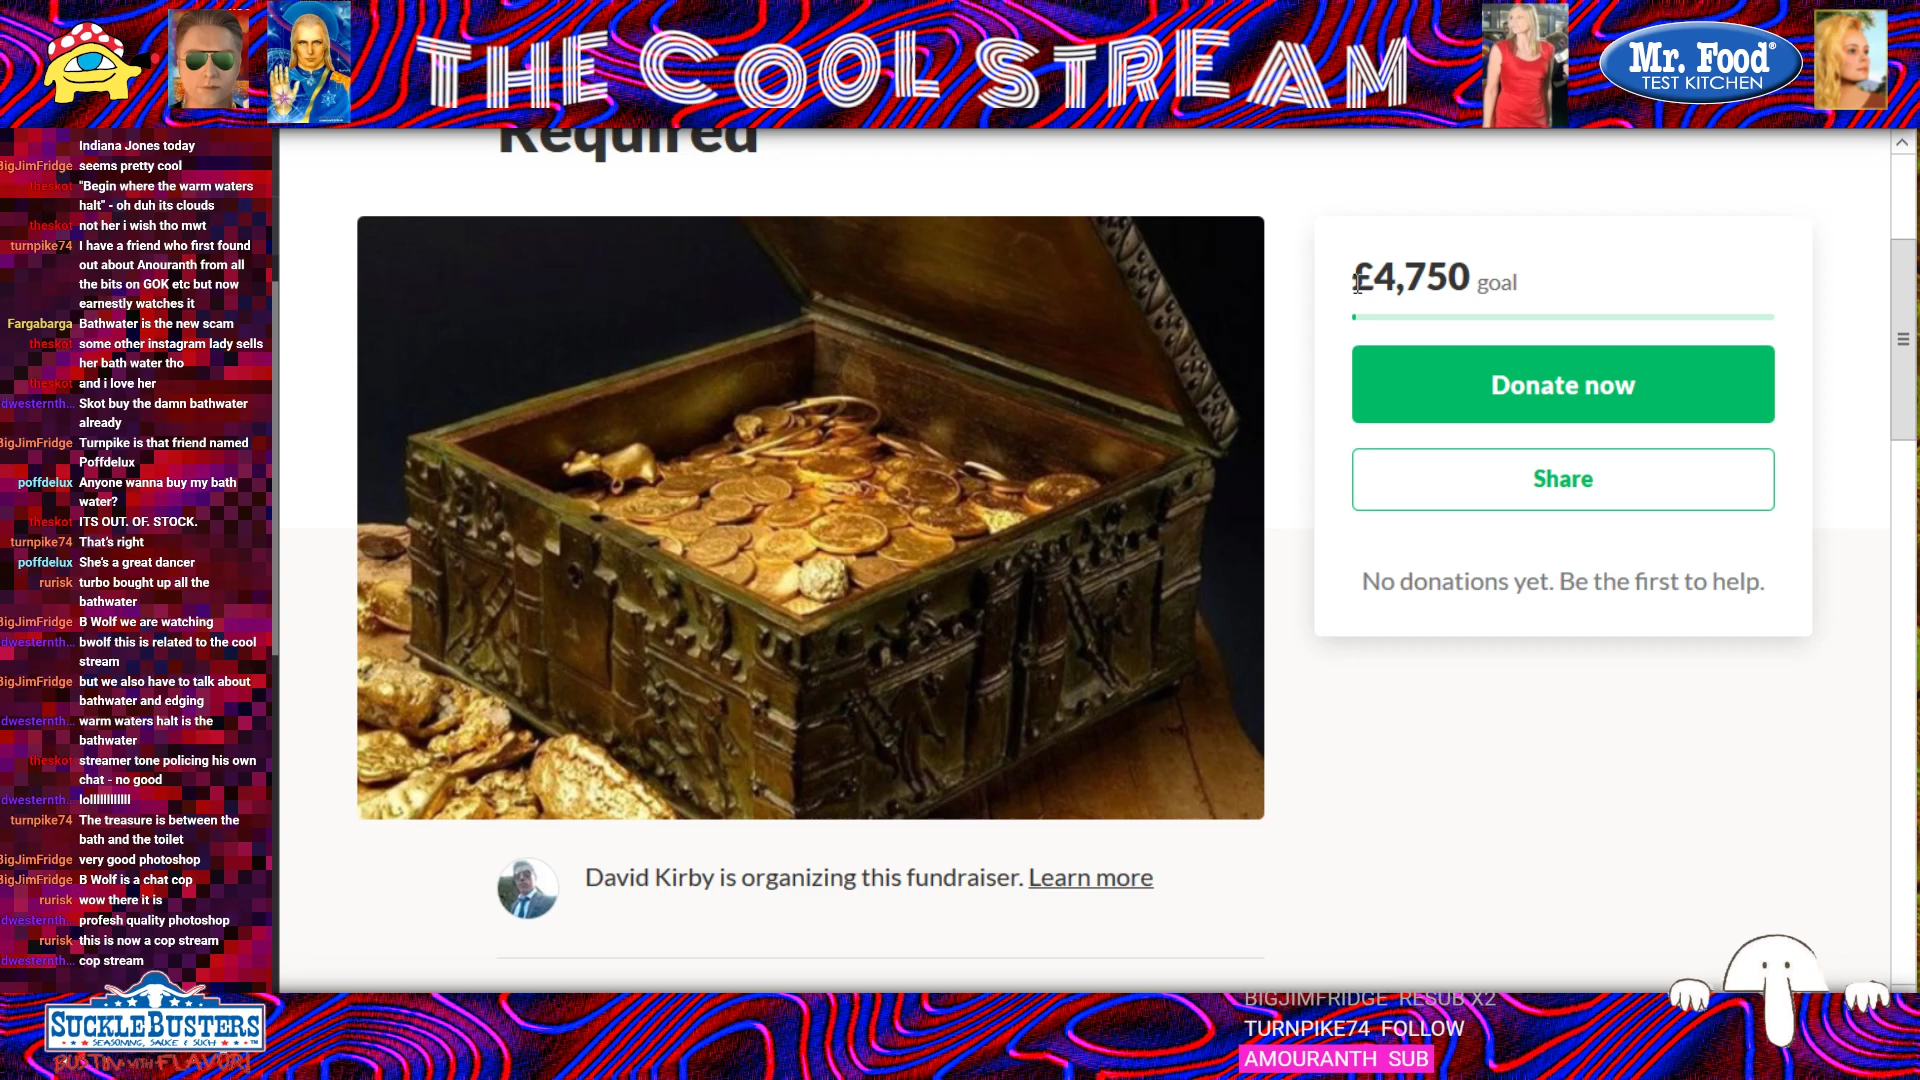 THE COOL STREAM
Mr. Food®
TEST KITCHEN
Indiana Jones today
BigJimFridge seems pretty cool
theskot "Begin where the warm waters
halt" - oh duh its clouds
theskot not her i wish tho mwt
turnpike74 I have a friend who first found
out about Anouranth from all
the bits on GOK etc but now
earnestly watches it
Fargabarga Bathwater is the new scam
theskot some other instagram lady sells
her bath water tho
theskot and i love her
dwesternth... Skot buy the damn bathwater
already
BigJimFridge Turnpike is that friend named
Poffdelux
poffdelux Anyone wanna buy my bath
water?
theskot ITS OUT. OF. STOCK.
turnpike74 That's right
poffdelux She's a great dancer
rurisk turbo bought up all the
bathwater
BigJimFridge B Wolf we are watching
dwesternth... bwolf this is related to the cool
stream
BigJimFridge but we also have to talk about
bathwater and edging
dwesternth... warm waters halt is the
bathwater
theskot streamer tone policing his own
chat - no good
dwesternth... lolllllllllllll
turnpike74 The treasure is between the
bath and the toilet
BigJimFridge very good photoshop
BigJimFridge B Wolf is a chat cop
rurisk wow there it is
dwesternth... profesh quality photoshop
rurisk this is now a cop stream
dwesternth... cop stream
Required
£4,750 goal
Donate now
Share
No donations yet. Be the first to help.
David Kirby is organizing this fundraiser. Learn more
SUCKLEBUSTERS
SEASONING, SAUCE & SUCH
BUSTIN WITH FLAVOR!
BIGJIMFRIDGE RESUB X2
TURNPIKE74 FOLLOW
AMOURANTH SUB